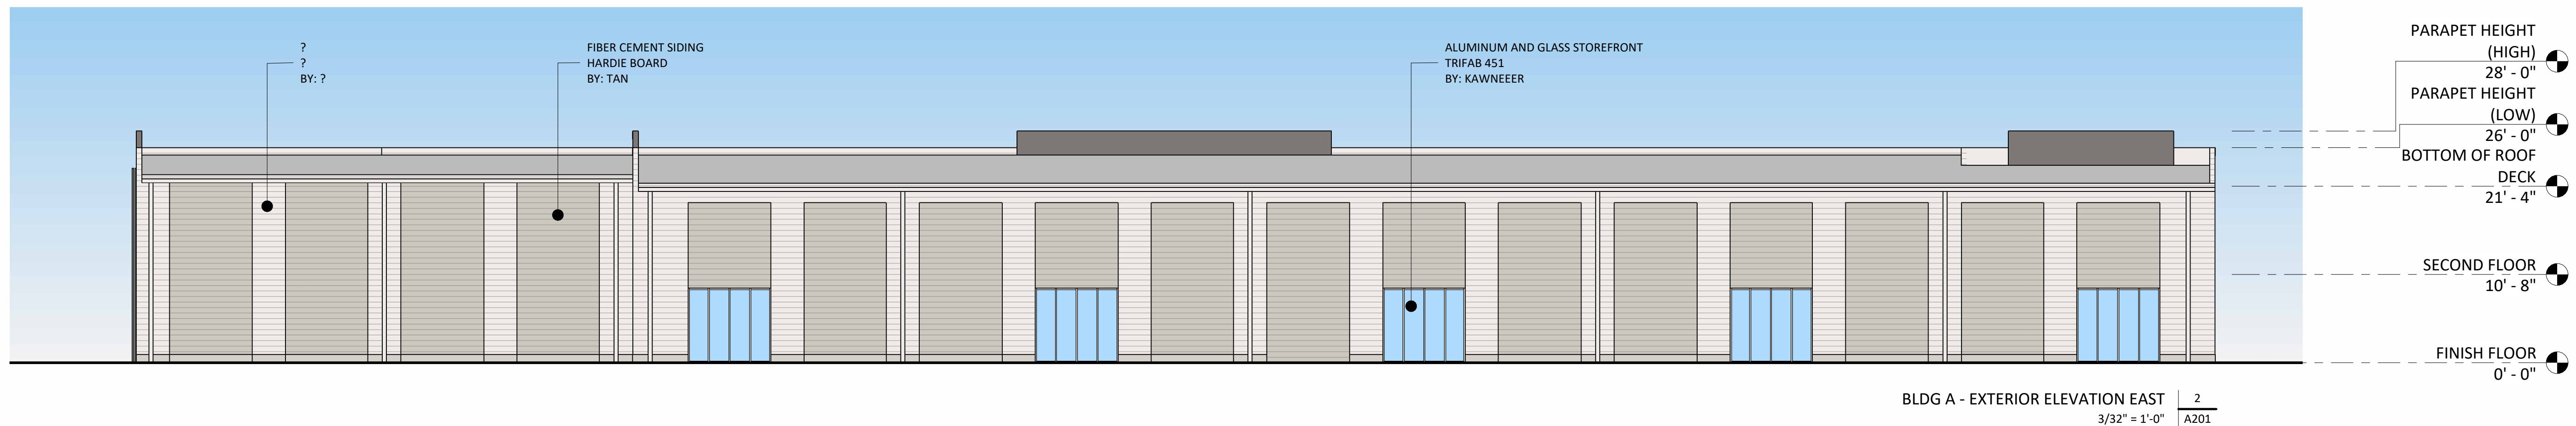 ?
?
BY: ?
FIBER CEMENT SIDING
HARDIE BOARD
BY: TAN
ALUMINUM AND GLASS STOREFRONT
TRIFAB 451
BY: KAWNEEER
PARAPET HEIGHT
(HIGH)
28' - 0"
PARAPET HEIGHT
(LOW)
26' - 0"
BOTTOM OF ROOF
DECK
21' - 4"
SECOND FLOOR
10' - 8"
FINISH FLOOR
0' - 0"
BLDG A - EXTERIOR ELEVATION EAST
3/32" = 1'-0"
2
A201